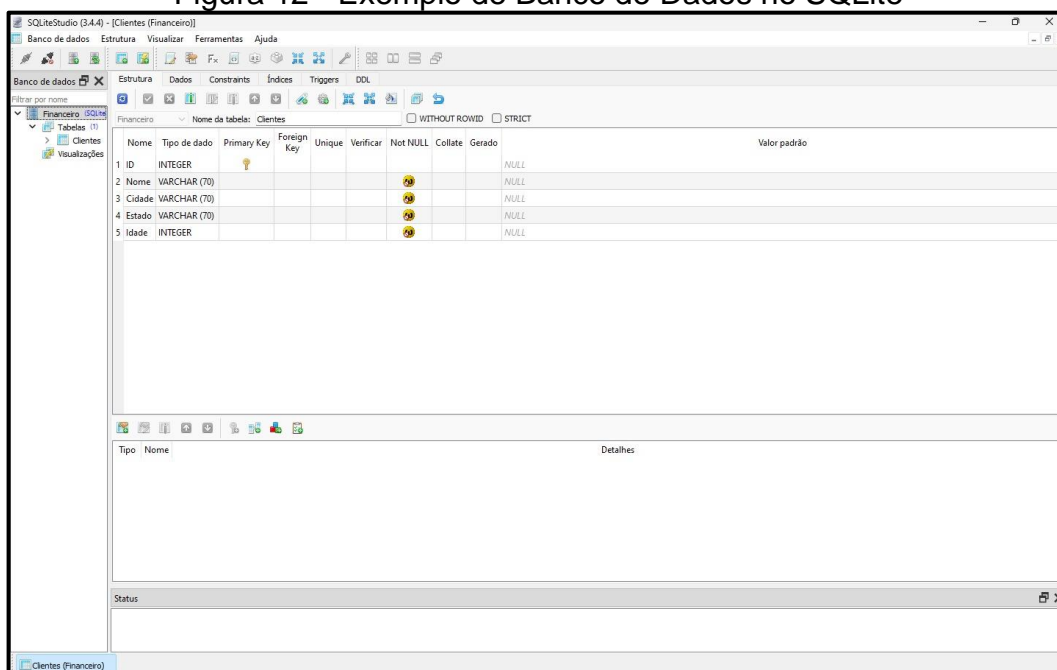 Figura 12 - Exemplo de Banco de Dados no SQLite
SQLiteStudio (3.4.4) - [Clientes (Financeiro)]
Banco de dados Estrutura Visualizar Ferramentas Ajuda
Banco de dados
Estrutura Dados Constraints Índices Triggers DDL
Filtrar por nome
Financeiro (SQLite
Tabelas (1)
Clientes
Visualizações
Financeiro Nome da tabela: Clientes WITHOUT ROWID STRICT
Nome Tipo de dado Primary Key Foreign Key Unique Verificar Not NULL Collate Gerado Valor padrão
1 ID INTEGER NULL
2 Nome VARCHAR (70) NULL
3 Cidade VARCHAR (70) NULL
4 Estado VARCHAR (70) NULL
5 Idade INTEGER NULL
Tipo Nome Detalhes
Status
Clientes (Financeiro)